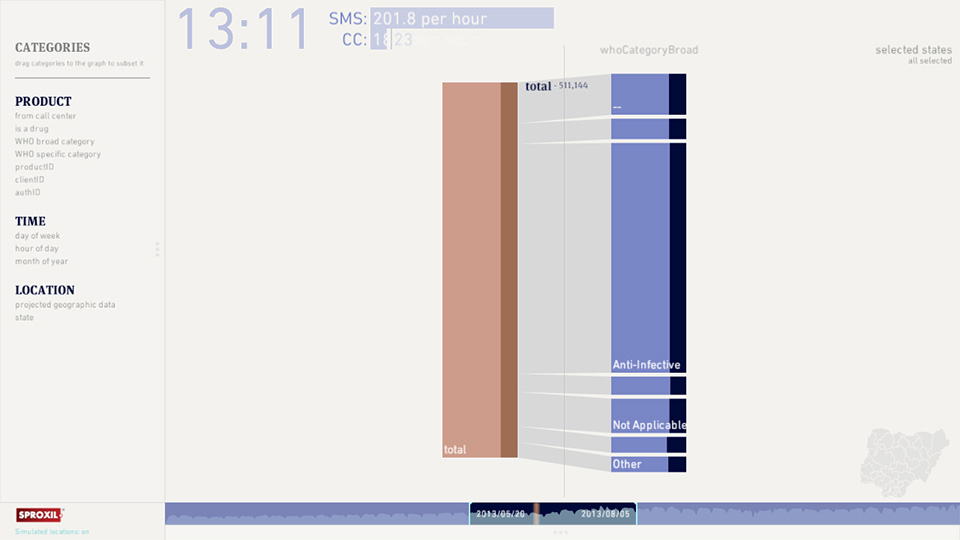 13:11
SMS: 201.8 per hour
CC: 18 23
CATEGORIES
drag categories to the graph to subset it
whoCategoryBroad
selected states
all selected
PRODUCT
from call center
is a drug
WHO broad category
WHO specific category
productID
clientID
authID
TIME
day of week
hour of day
month of year
LOCATION
projected geographic data
state
total - 511,144
--
Anti-Infective
Not Applicable
total
Other
SPROXIL
Simulated locations: on
2013/05/20
2013/08/05